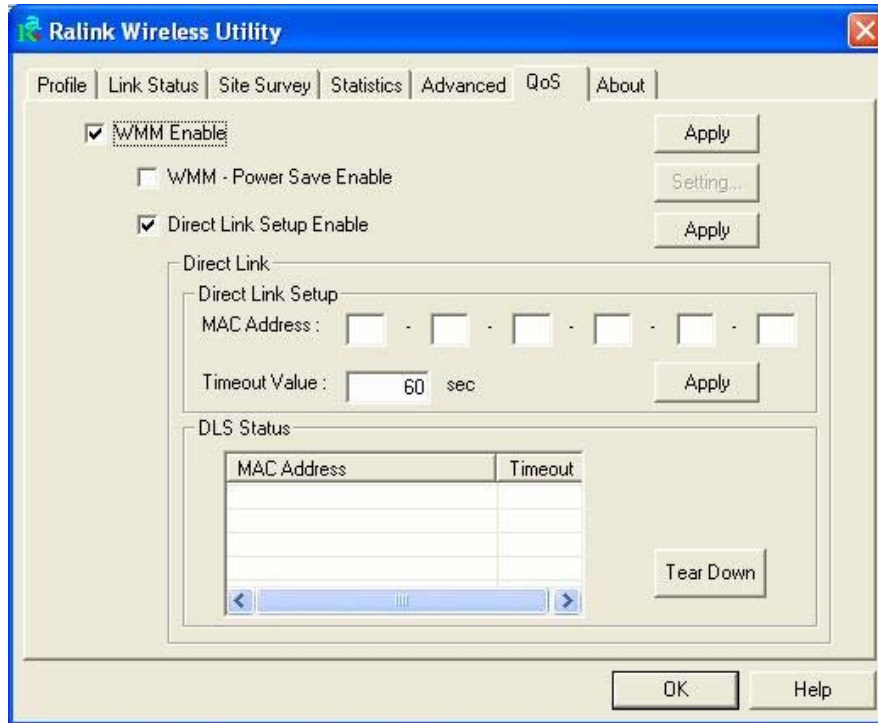 Ralink Wireless Utility
Profile Link Status Site Survey Statistics Advanced QoS About
WMM Enable Apply
WMM - Power Save Enable Setting...
Direct Link Setup Enable Apply
Direct Link
Direct Link Setup
MAC Address : - - - - -
Timeout Value : 60 sec Apply
DLS Status
MAC Address Timeout
Tear Down
OK Help